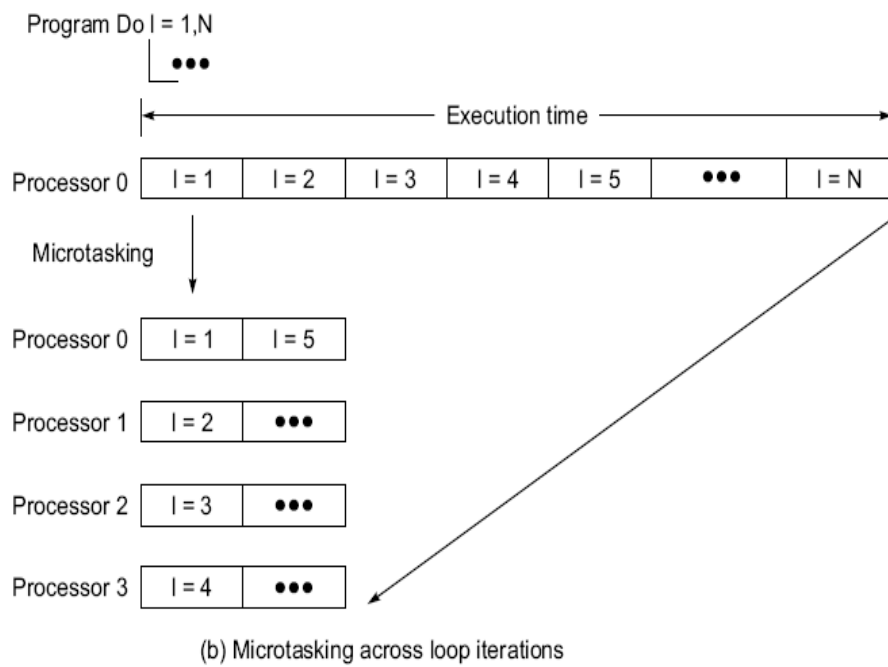 Program Do I = 1,N
•••
Execution time
Processor 0 I = 1 I = 2 I = 3 I = 4 I = 5 ••• I = N
Microtasking
Processor 0 I = 1 I = 5
Processor 1 I = 2 •••
Processor 2 I = 3 •••
Processor 3 I = 4 •••
(b) Microtasking across loop iterations